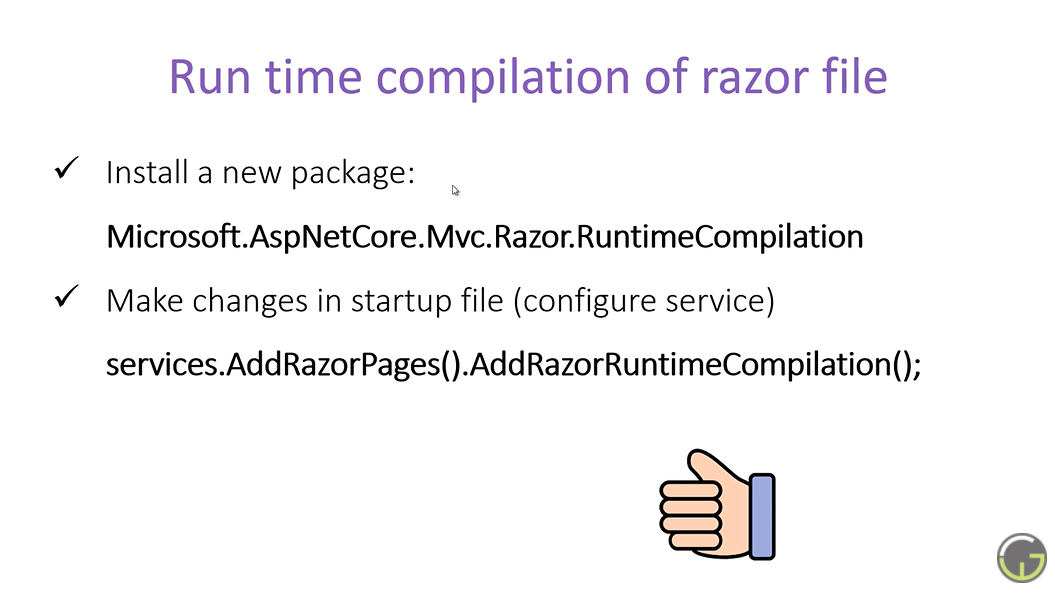 Run time compilation of razor file
✓ Install a new package:
Microsoft.AspNetCore.Mvc.Razor.RuntimeCompilation
✓ Make changes in startup file (configure service)
services.AddRazorPages().AddRazorRuntimeCompilation();